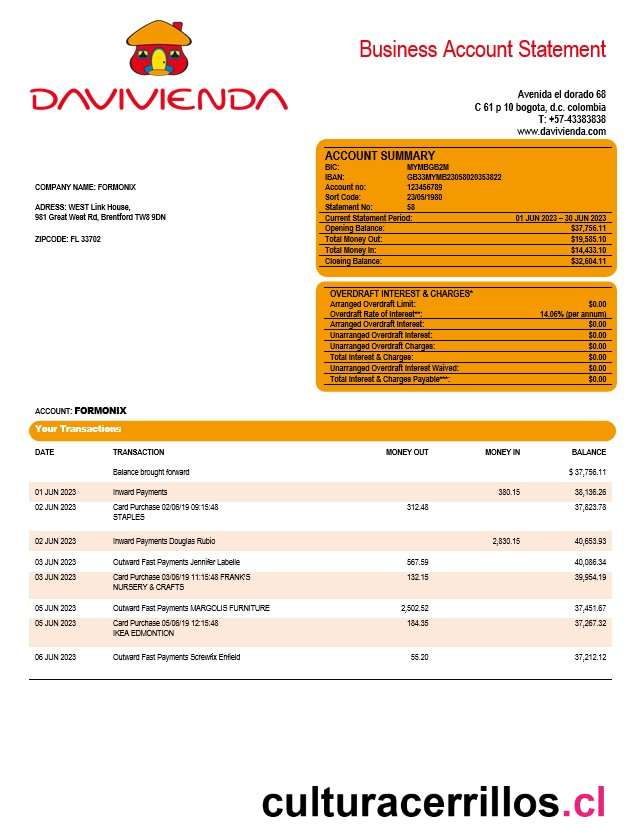 Business Account Statement
DAVIVIENDA
Avenida el dorado 68
C 61 p 10 bogota, d.c. colombia
T: +57-43383838
www.davivienda.com
ACCOUNT SUMMARY
BIC: MYMBGB2M
IBAN: GB33MYMB23058020353822
Account no: 123456789
Sort Code: 23/05/1980
Statement No: 58
Current Statement Period: 01 JUN 2023 – 30 JUN 2023
Opening Balance: $37,756.11
Total Money Out: $19,585.10
Total Money In: $14,433.10
Closing Balance: $32,604.11
COMPANY NAME: FORMONIX
ADRESS: WEST Link House,
981 Great West Rd, Brentford TW8 9DN
ZIPCODE: FL 33702
OVERDRAFT INTEREST & CHARGES*
Arranged Overdraft Limit: $0.00
Overdraft Rate of Interest**: 14.06% (per annum)
Arranged Overdraft Interest: $0.00
Unarranged Overdraft Interest: $0.00
Unarranged Overdraft Charges: $0.00
Total Interest & Charges: $0.00
Unarranged Overdraft Interest Waived: $0.00
Total Interest & Charges Payable***: $0.00
ACCOUNT: FORMONIX
Your Transactions
DATE TRANSACTION MONEY OUT MONEY IN BALANCE
Balance brought forward $ 37,756.11
01 JUN 2023 Inward Payments 380.15 38,136.26
02 JUN 2023 Card Purchase 02/06/19 09:15:48 312.48 37,823.78
STAPLES
02 JUN 2023 Inward Payments Douglas Rubio 2,830.15 40,653.93
03 JUN 2023 Outward Fast Payments Jennifer Labelle 567.59 40,086.34
03 JUN 2023 Card Purchase 03/06/19 11:15:48 FRANK'S 132.15 39,954.19
NURSERY & CRAFTS
05 JUN 2023 Outward Fast Payments MARGOLIS FURNITURE 2,502.52 37,451.67
05 JUN 2023 Card Purchase 05/06/19 12:15:48 184.35 37,267.32
IKEA EDMONTION
06 JUN 2023 Outward Fast Payments Screwfix Enfield 55.20 37,212.12
culturacerrillos.cl